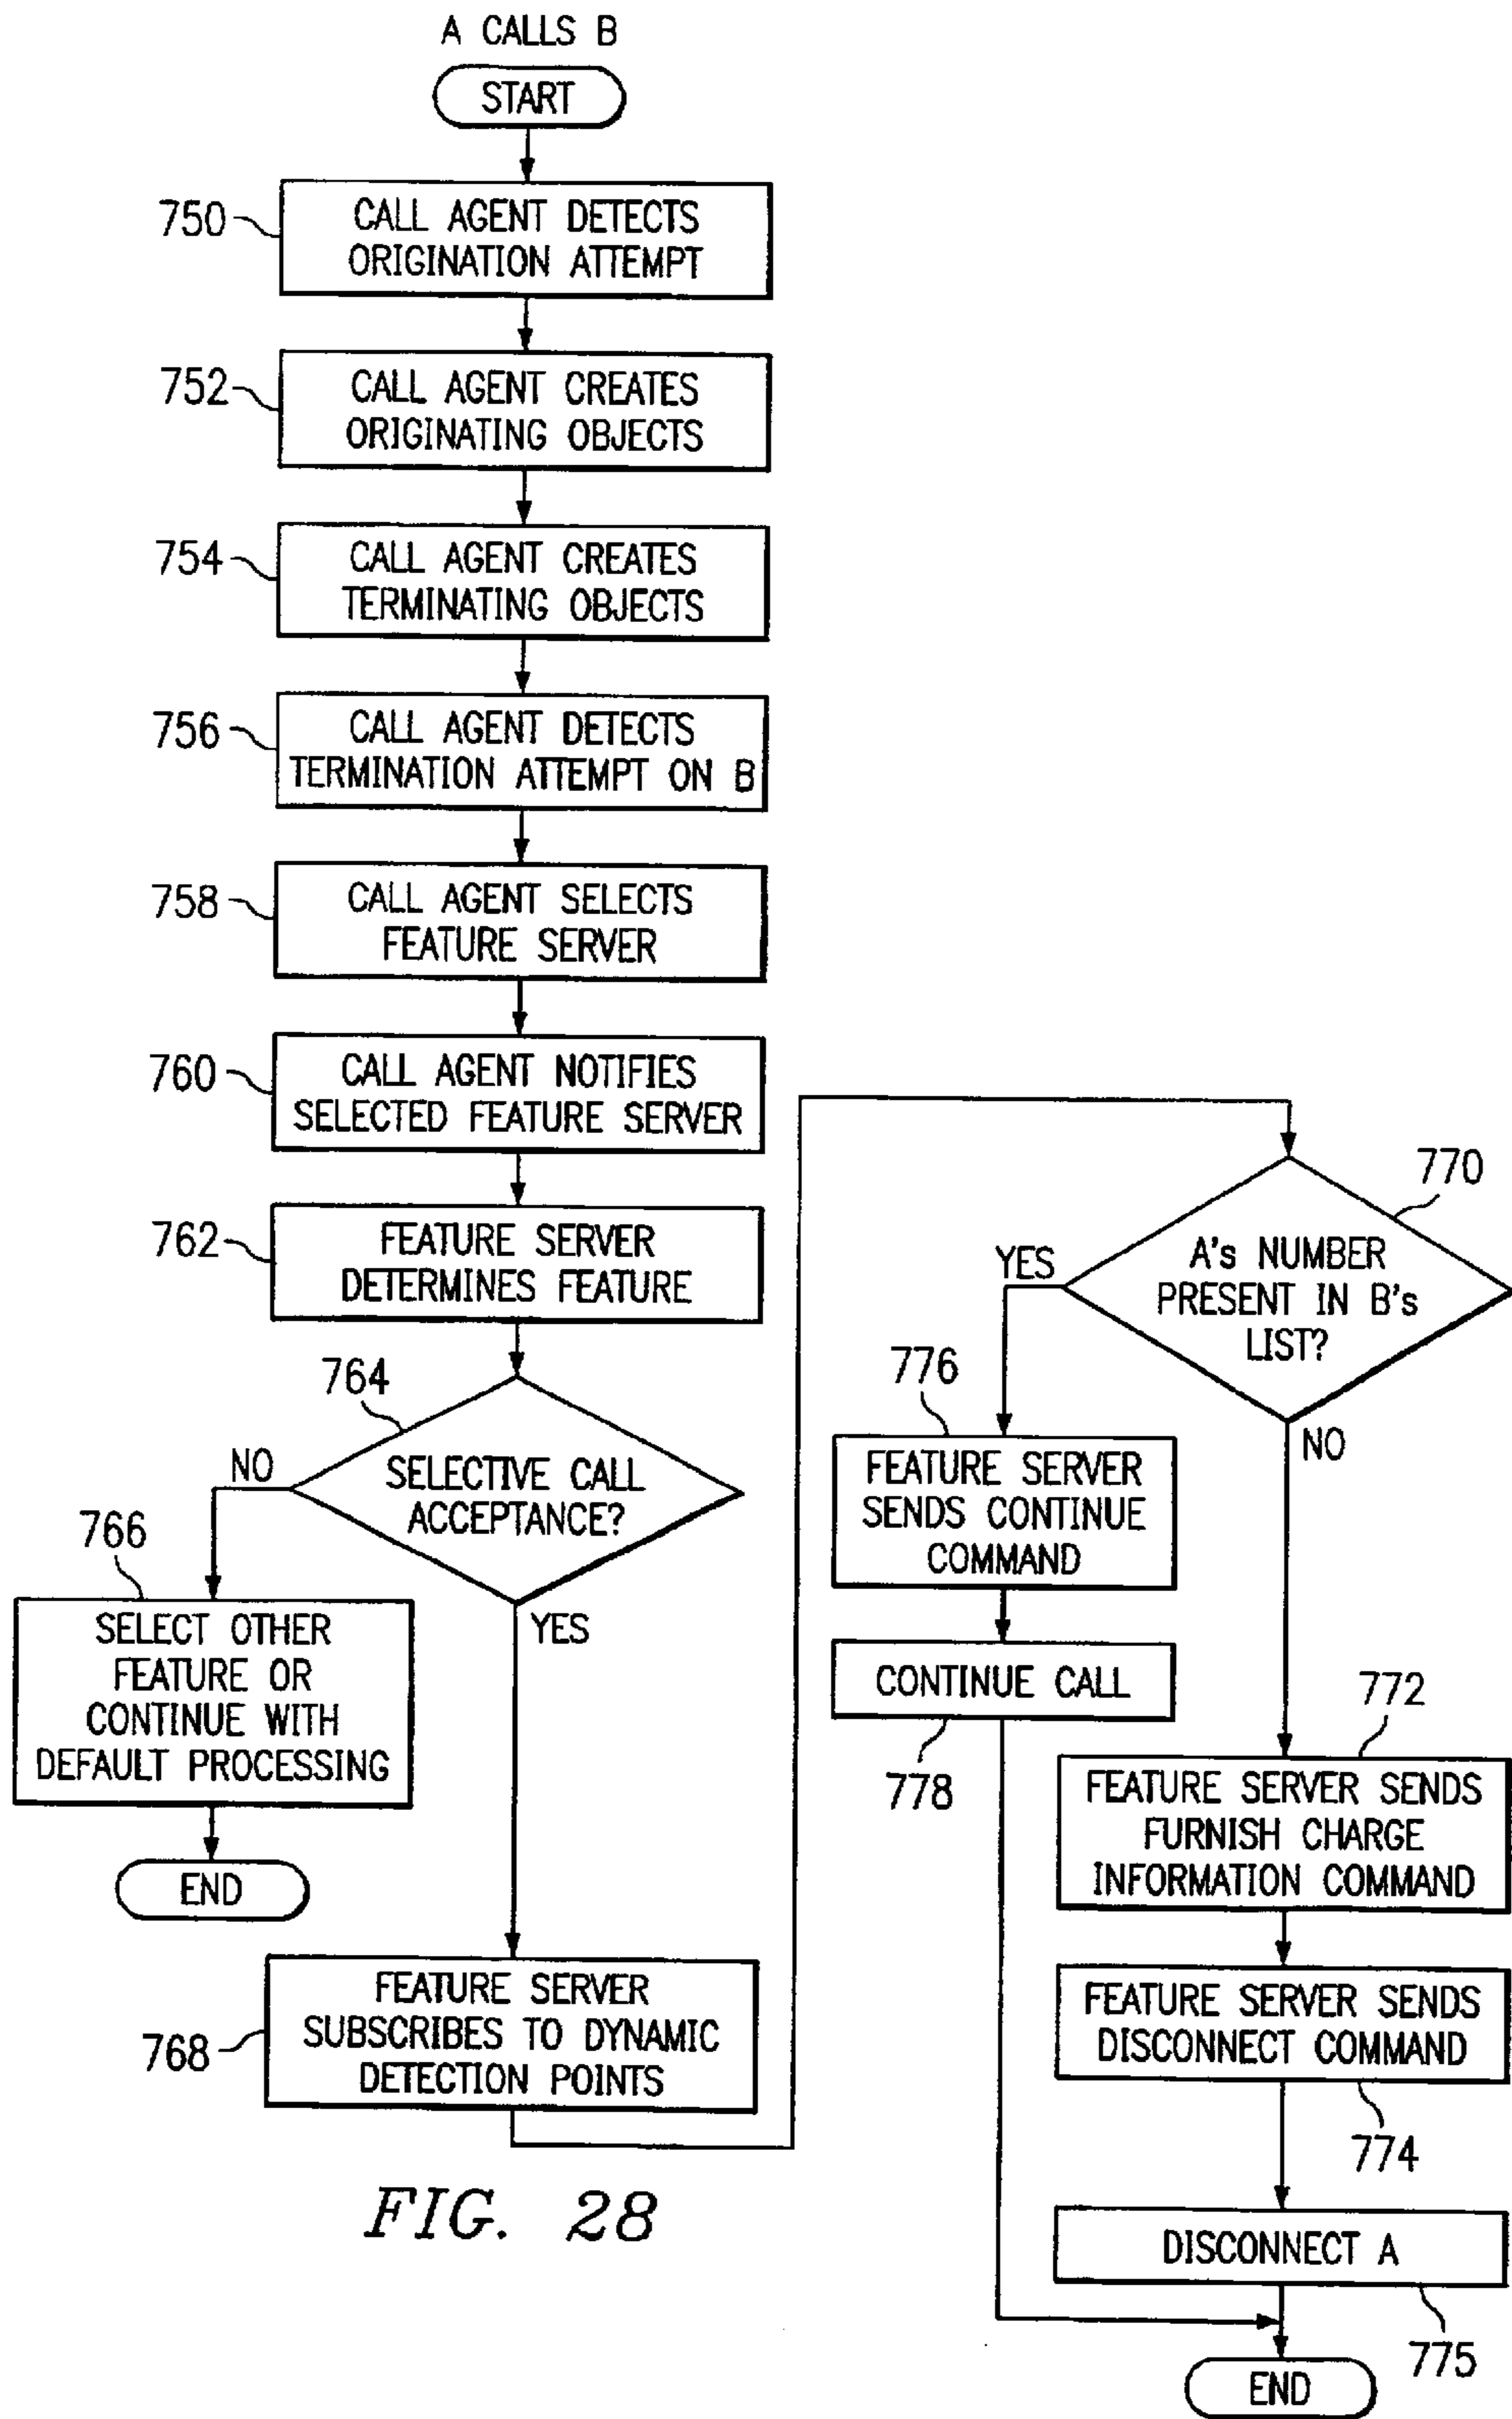 A CALLS B
START
750
CALL AGENT DETECTS
ORIGINATION ATTEMPT
752
CALL AGENT CREATES
ORIGINATING OBJECTS
754
CALL AGENT CREATES
TERMINATING OBJECTS
756
CALL AGENT DETECTS
TERMINATION ATTEMPT ON B
758
CALL AGENT SELECTS
FEATURE SERVER
760
CALL AGENT NOTIFIES
SELECTED FEATURE SERVER
762
FEATURE SERVER
DETERMINES FEATURE
764
SELECTIVE CALL
ACCEPTANCE?
NO
YES
766
SELECT OTHER
FEATURE OR
CONTINUE WITH
DEFAULT PROCESSING
END
768
FEATURE SERVER
SUBSCRIBES TO DYNAMIC
DETECTION POINTS
770
A's NUMBER
PRESENT IN B's
LIST?
YES
NO
776
FEATURE SERVER
SENDS CONTINUE
COMMAND
CONTINUE CALL
778
772
FEATURE SERVER SENDS
FURNISH CHARGE
INFORMATION COMMAND
FEATURE SERVER SENDS
DISCONNECT COMMAND
774
DISCONNECT A
775
END
FIG. 28